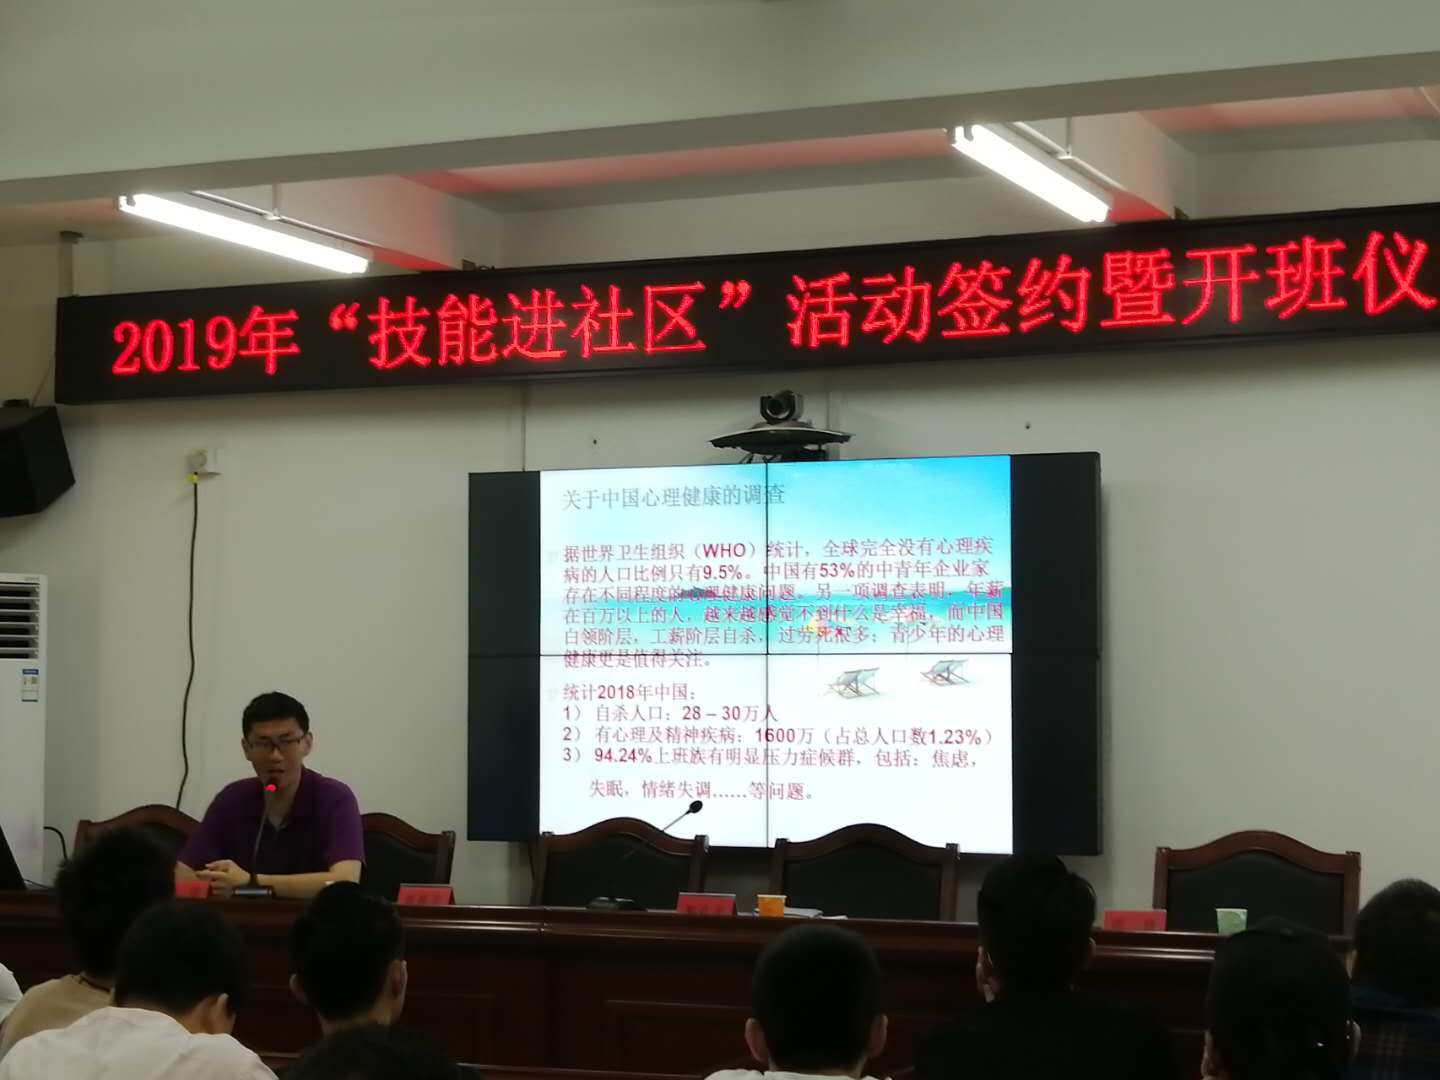 2019年“技能进社区”活动签约暨开班仪
关于中国心理健康的调查
据世界卫生组织（WHO）统计，全球完全没有心理疾
病的人口比例只有9.5%。中国有53%的中青年企业家
存在不同程度的心理健康问题，另一项调查表明，年薪
在百万以上的人，越来越感觉不到什么是幸福，而中国
白领阶层，工薪阶层自杀，过劳死很多；青少年的心理
健康更是值得关注。
统计2018年中国：
1） 自杀人口：28 – 30万人
2） 有心理及精神疾病：1600万（占总人口数1.23%）
3） 94.24%上班族有明显压力症候群，包括：焦虑，
失眠，情绪失调……等问题。